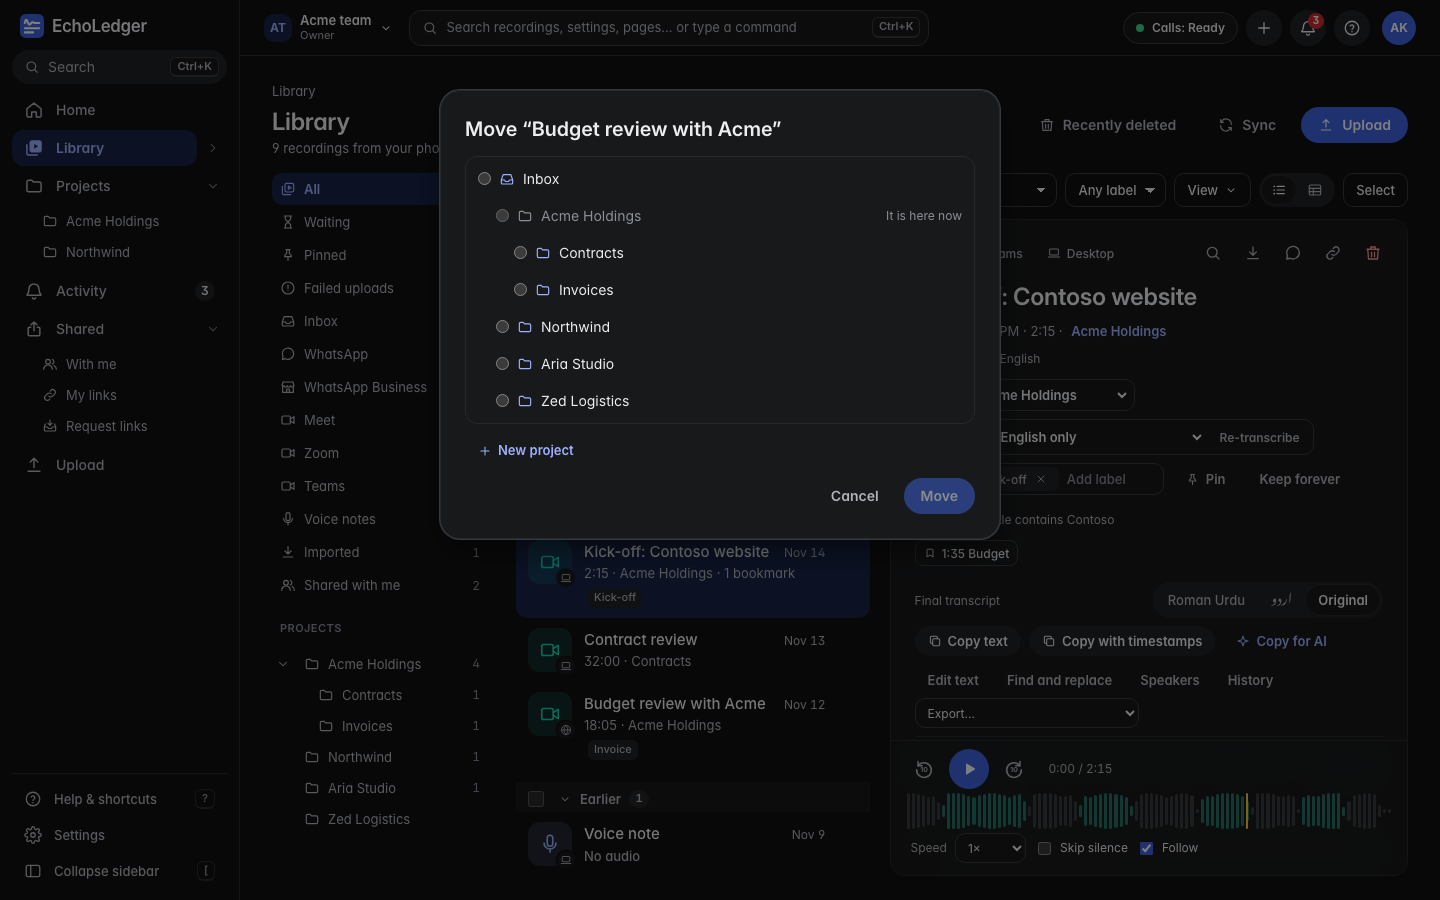 EchoLedger
Search Ctrl+K
Home
Library
Projects
Acme Holdings
Northwind
Activity 3
Shared
With me
My links
Request links
Upload
Help & shortcuts ?
Settings
Collapse sidebar [
AT Acme team
Owner
Search recordings, settings, pages... or type a command Ctrl+K
Calls: Ready
3
AK
Library
Library
9 recordings from your pho
Recently deleted
Sync
Upload
All
Waiting
Pinned
Failed uploads
Inbox
WhatsApp
WhatsApp Business
Meet
Zoom
Teams
Voice notes
Imported 1
Shared with me 2
PROJECTS
Acme Holdings 4
Contracts 1
Invoices 1
Northwind 1
Aria Studio 1
Zed Logistics
Any label
View
Select
Move “Budget review with Acme”
Inbox
Acme Holdings It is here now
Contracts
Invoices
Northwind
Aria Studio
Zed Logistics
+ New project
Cancel
Move
Kick-off: Contoso website Nov 14
2:15 · Acme Holdings · 1 bookmark
Kick-off
Contract review Nov 13
32:00 · Contracts
Budget review with Acme Nov 12
18:05 · Acme Holdings
Invoice
Earlier 1
Voice note Nov 9
No audio
ams Desktop
: Contoso website
PM · 2:15 · Acme Holdings
English
me Holdings
English only
Re-transcribe
k-off ×
Add label
Pin
Keep forever
le contains Contoso
1:35 Budget
Final transcript
Roman Urdu
اردو
Original
Copy text
Copy with timestamps
Copy for AI
Edit text
Find and replace
Speakers
History
Export...
10
10
0:00 / 2:15
Speed 1×
Skip silence
Follow